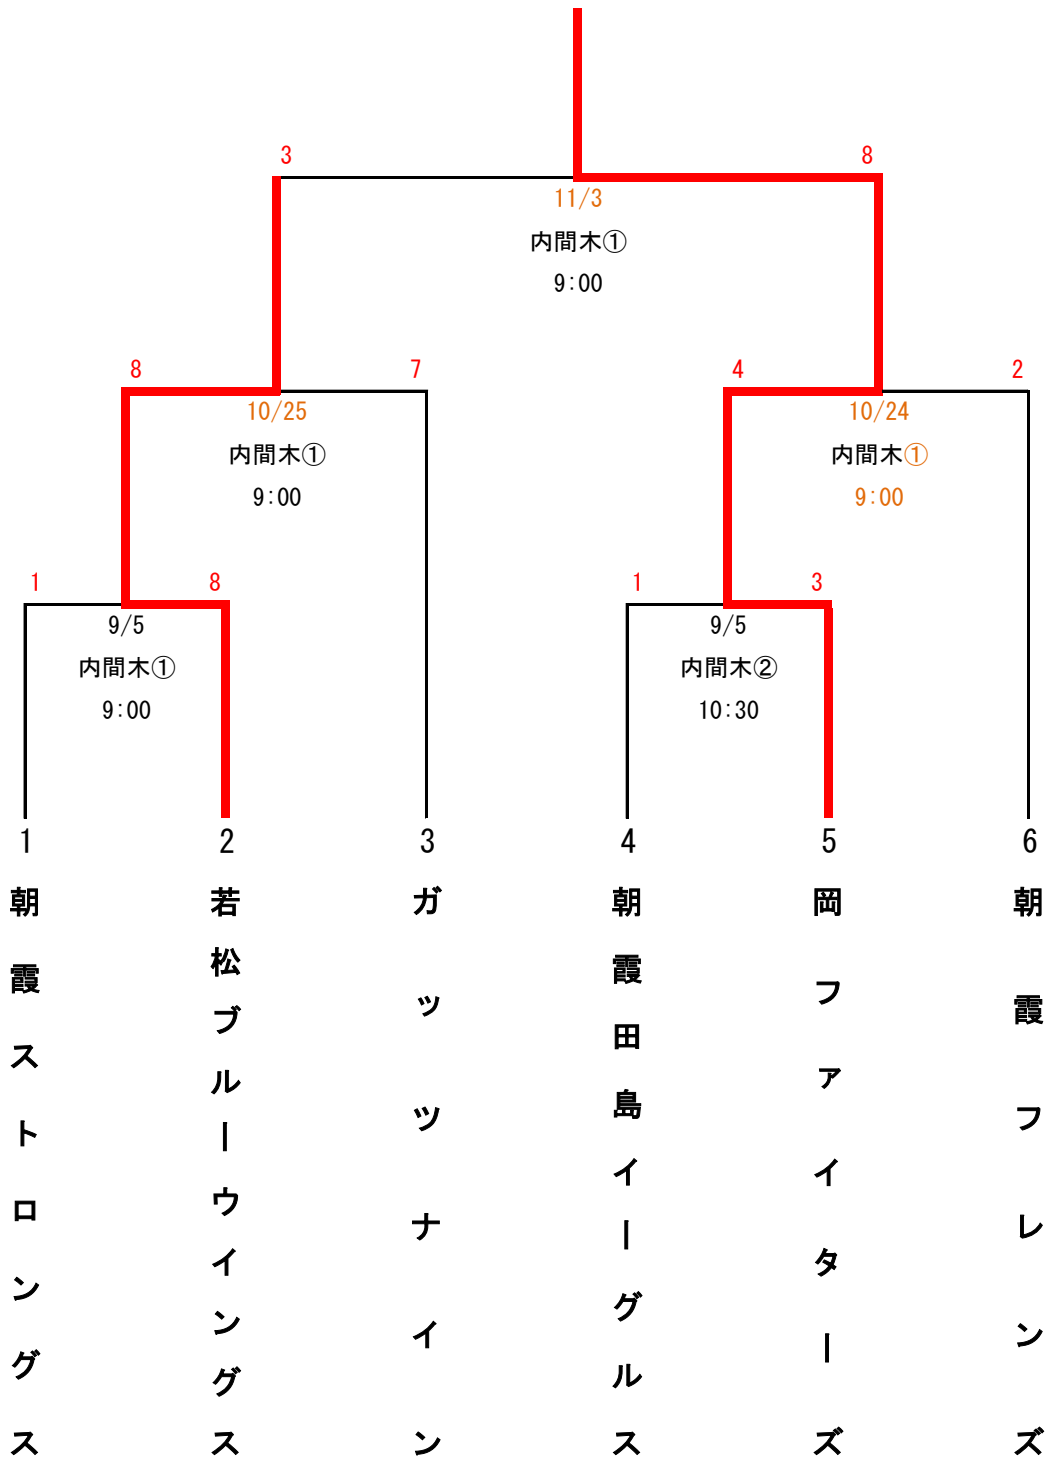 3 8
11/3
内間木①
9:00
8 7 4 2
10/25 10/24
内間木① 内間木①
9:00 9:00
1 8 1 3
9/5 9/5
内間木① 内間木②
9:00 10:30
1 2 3 4 5 6
朝霞ストロングス
若松ブルーウイングス
ガッツナイン
朝霞田島イーグルス
岡ファイターズ
朝霞フレンズ